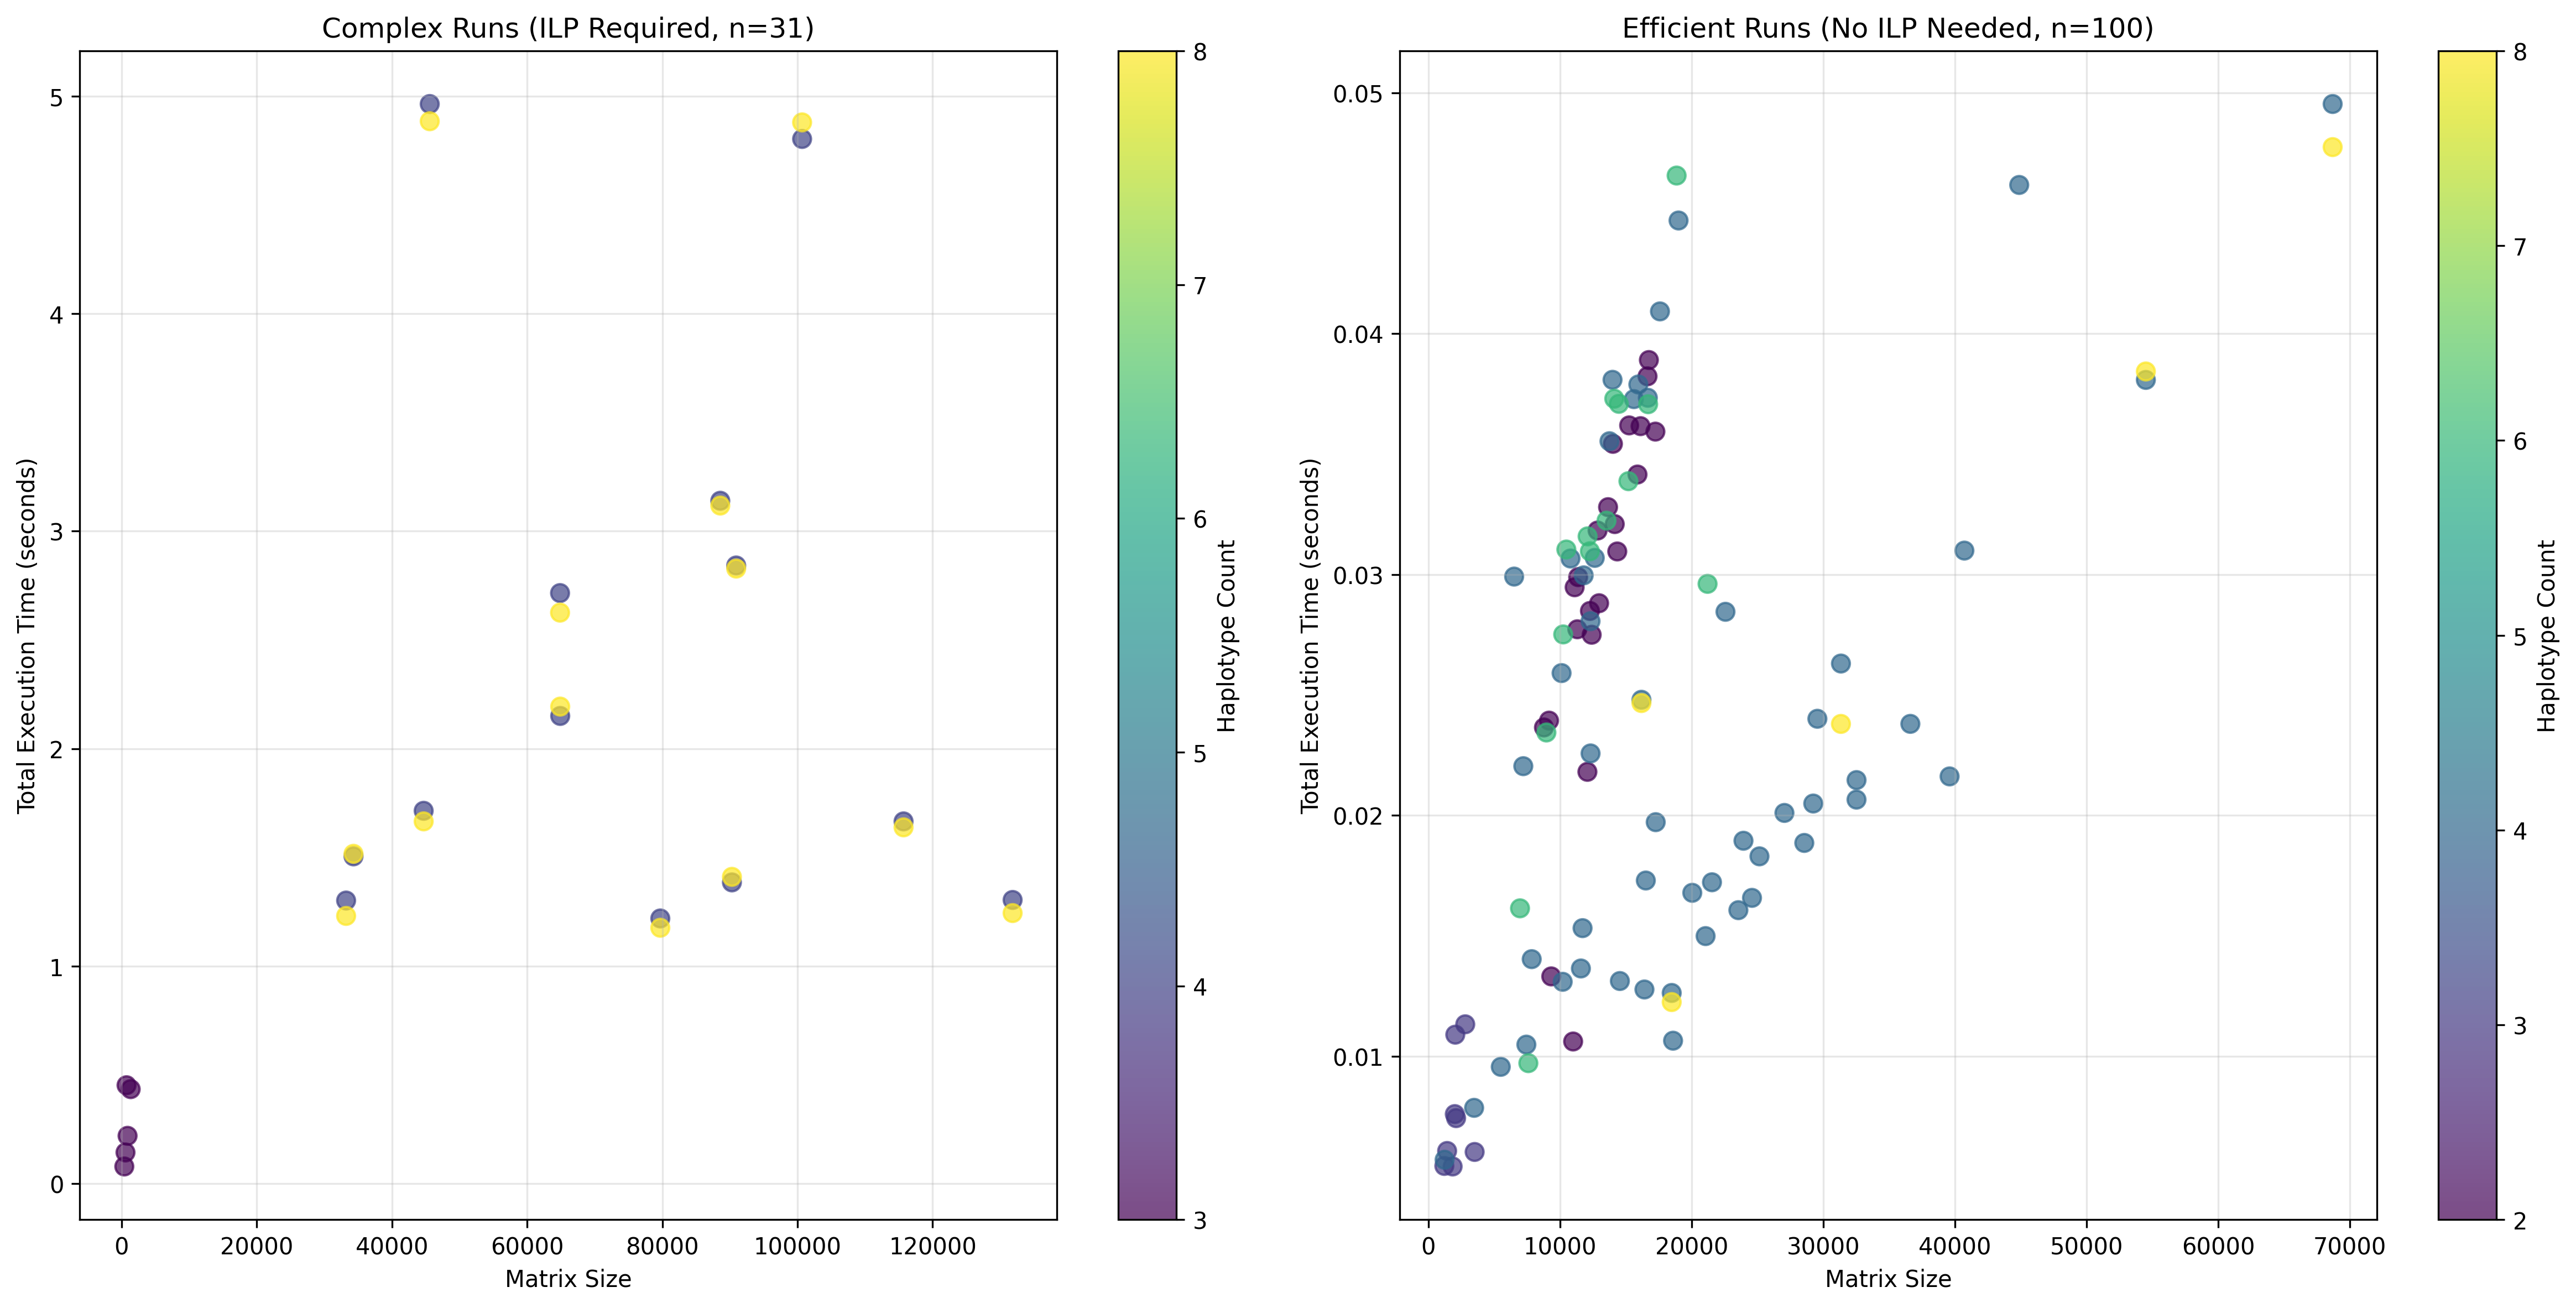 Complex Runs (ILP Required, n=31)
Total Execution Time (seconds)
5
4
3
2
1
0
0 20000 40000 60000 80000 100000 120000
Matrix Size
8
7
6
5
4
3
Haplotype Count
Efficient Runs (No ILP Needed, n=100)
Total Execution Time (seconds)
0.05
0.04
0.03
0.02
0.01
0 10000 20000 30000 40000 50000 60000 70000
Matrix Size
8
7
6
5
4
3
2
Haplotype Count